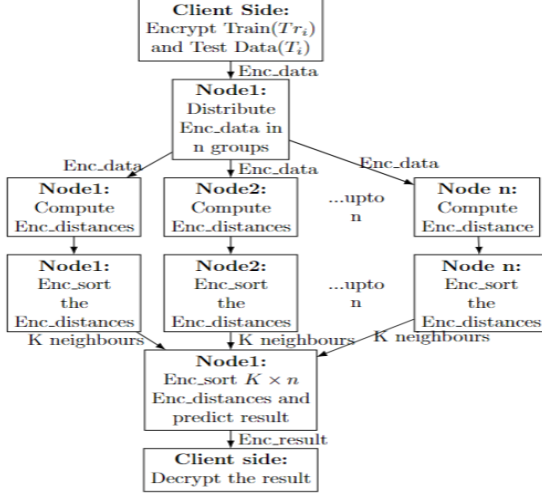 Client Side:
Encrypt Train(Tr_i)
and Test Data(T_i)
Enc_data
Node1:
Distribute
Enc_data in
n groups
Enc_data
Enc_data
Enc_data
Node1:
Compute
Enc_distances
Node2:
Compute
Enc_distances
...upto
n
Node n:
Compute
Enc_distance
Node1:
Enc_sort
the
Enc_distances
Node2:
Enc_sort
the
Enc_distances
...upto
n
Node n:
Enc_sort
the
Enc_distances
K neighbours
K neighbours
K neighbours
Node1:
Enc_sort K × n
Enc_distances and
predict result
Enc_result
Client side:
Decrypt the result